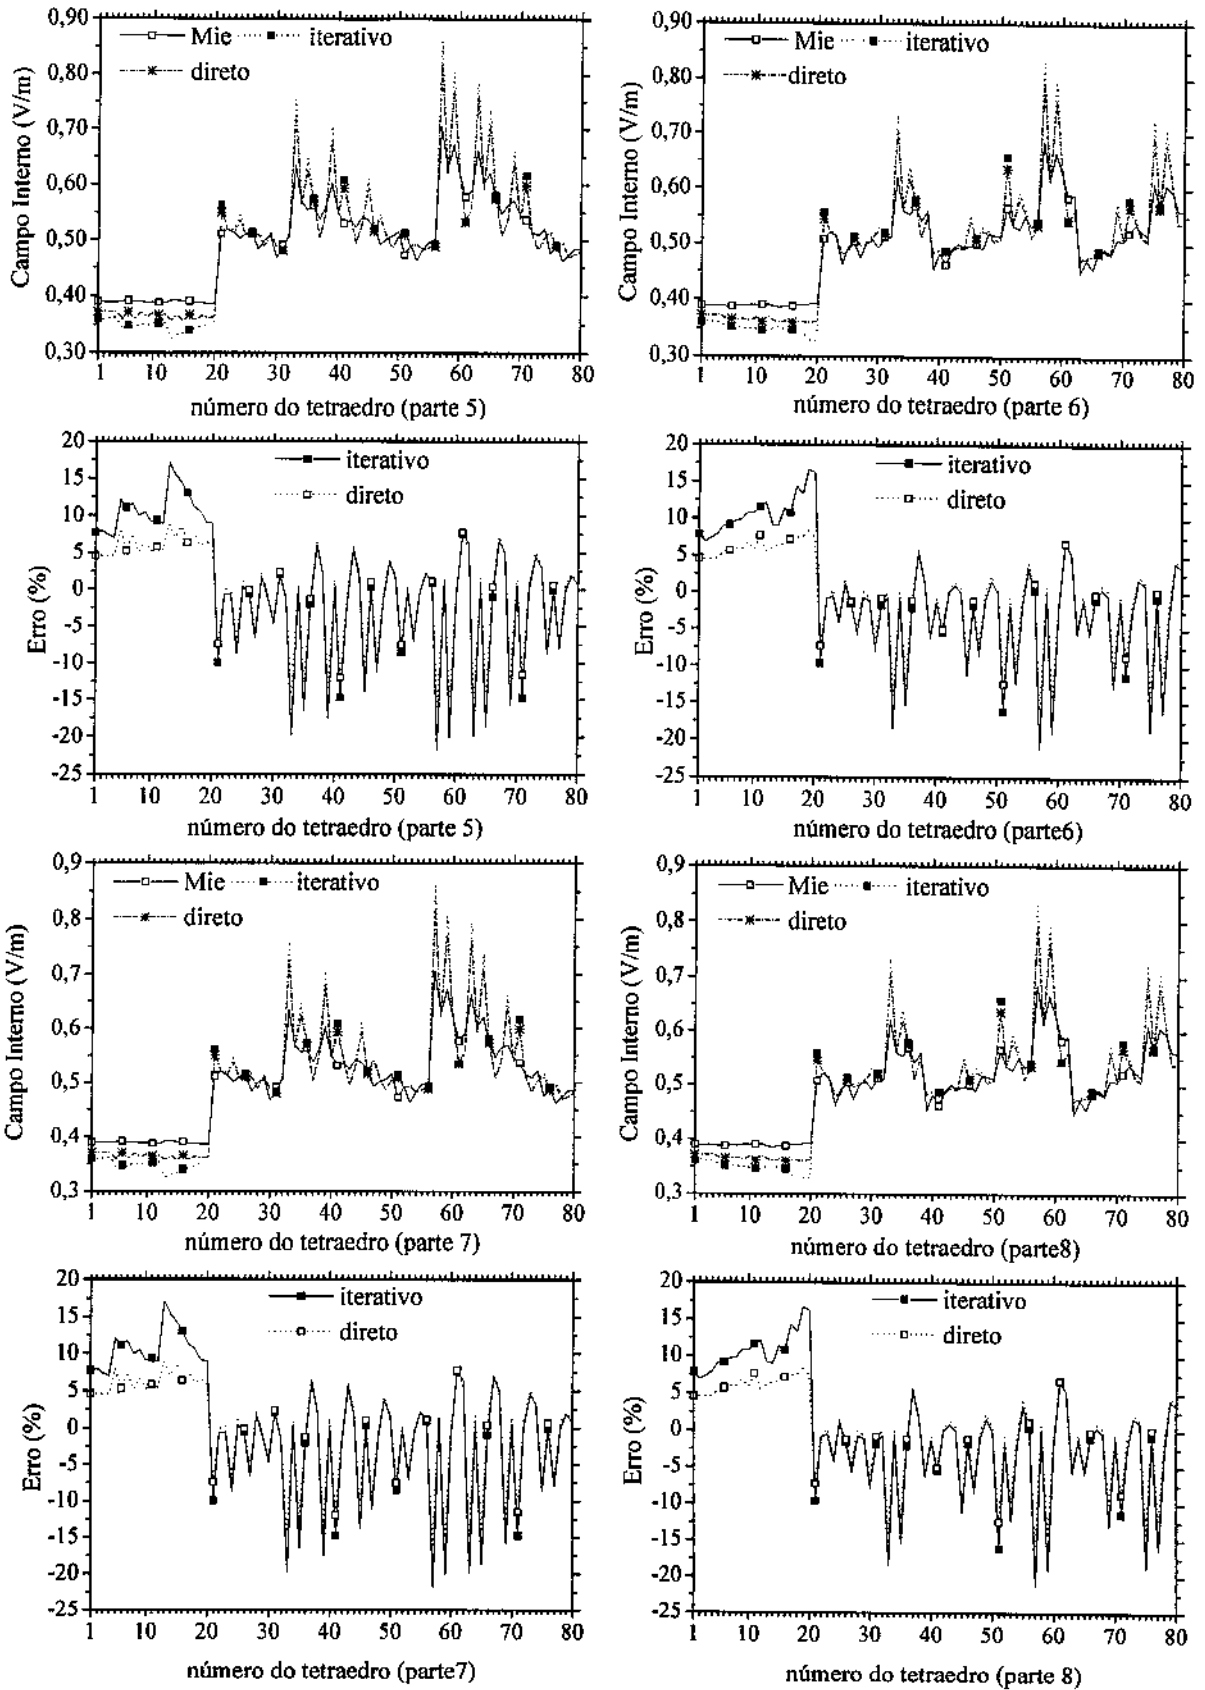 0,90
0,80
0,70
0,60
0,50
0,40
0,30
Campo Interno (V/m)
Mie
iterativo
direto
1 10 20 30 40 50 60 70 80
número do tetraedro (parte 5)
0,90
0,80
0,70
0,60
0,50
0,40
0,30
Campo Interno (V/m)
Mie
iterativo
direto
1 10 20 30 40 50 60 70 80
número do tetraedro (parte 6)
20
15
10
5
0
-5
-10
-15
-20
-25
Erro (%)
iterativo
direto
1 10 20 30 40 50 60 70 80
número do tetraedro (parte 5)
20
15
10
5
0
-5
-10
-15
-20
-25
Erro (%)
iterativo
direto
1 10 20 30 40 50 60 70 80
número do tetraedro (parte6)
0,9
0,8
0,7
0,6
0,5
0,4
0,3
Campo Interno (V/m)
Mie
iterativo
direto
1 10 20 30 40 50 60 70 80
número do tetraedro (parte 7)
0,9
0,8
0,7
0,6
0,5
0,4
0,3
Campo Interno (V/m)
Mie
iterativo
direto
1 10 20 30 40 50 60 70 80
número do tetraedro (parte8)
20
15
10
5
0
-5
-10
-15
-20
-25
Erro (%)
iterativo
direto
1 10 20 30 40 50 60 70 80
número do tetraedro (parte7)
20
15
10
5
0
-5
-10
-15
-20
-25
Erro (%)
iterativo
direto
1 10 20 30 40 50 60 70 80
número do tetraedro (parte 8)